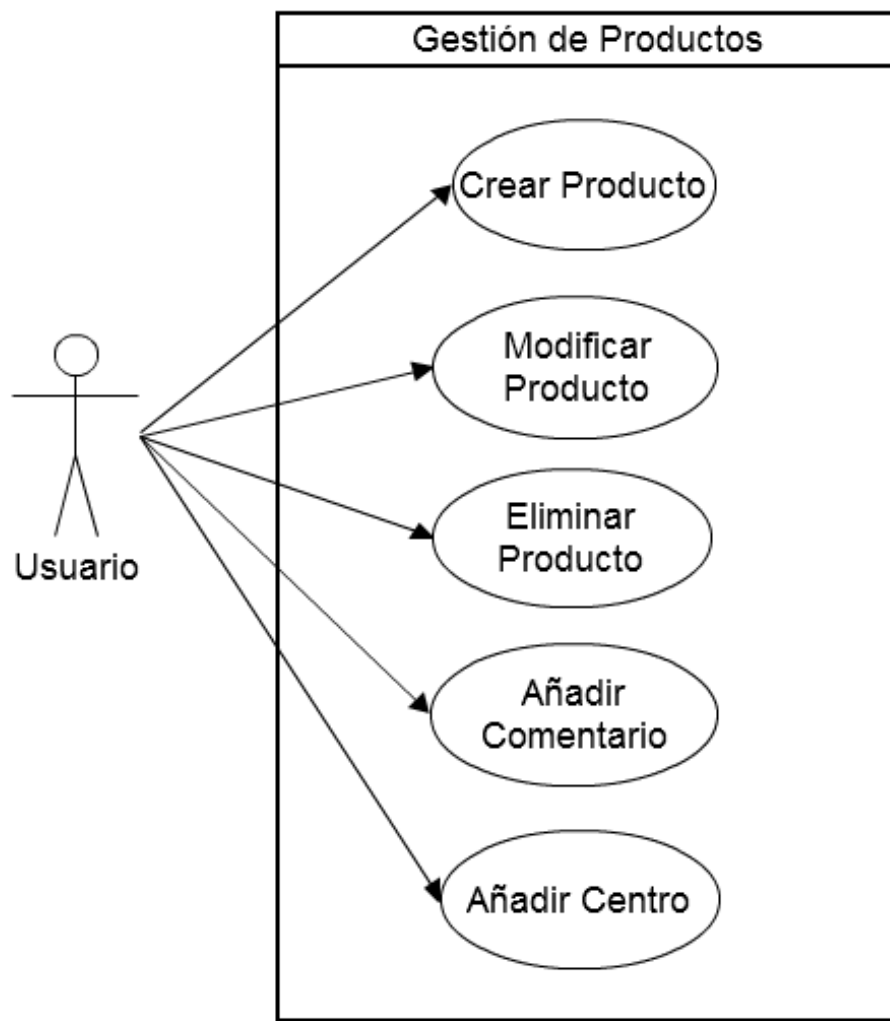 Gestión de Productos
Crear Producto
Modificar
Producto
Eliminar
Producto
Usuario
Añadir
Comentario
Añadir Centro